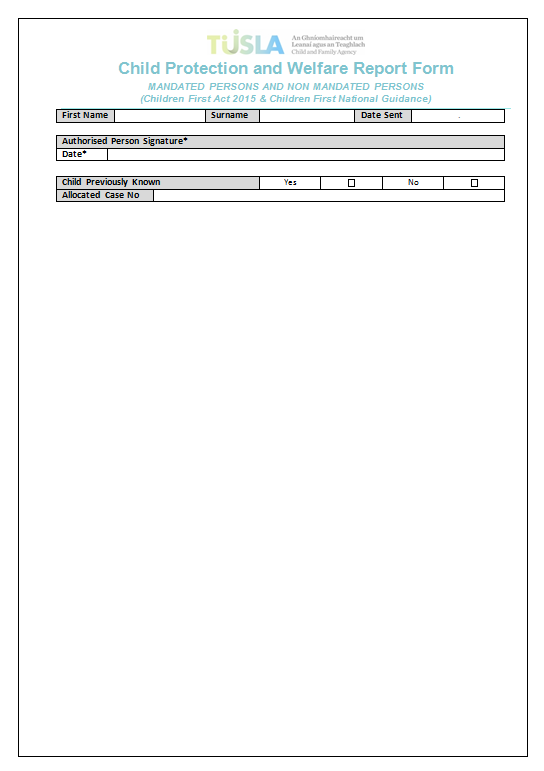 TUSLA
An Ghníomhaireacht um
Leanaí agus an Teaghlach
Child and Family Agency
Child Protection and Welfare Report Form
MANDATED PERSONS AND NON MANDATED PERSONS
(Children First Act 2015 & Children First National Guidance)
First Name Surname Date Sent .
Authorised Person Signature*
Date*
Child Previously Known Yes ☐ No ☐
Allocated Case No